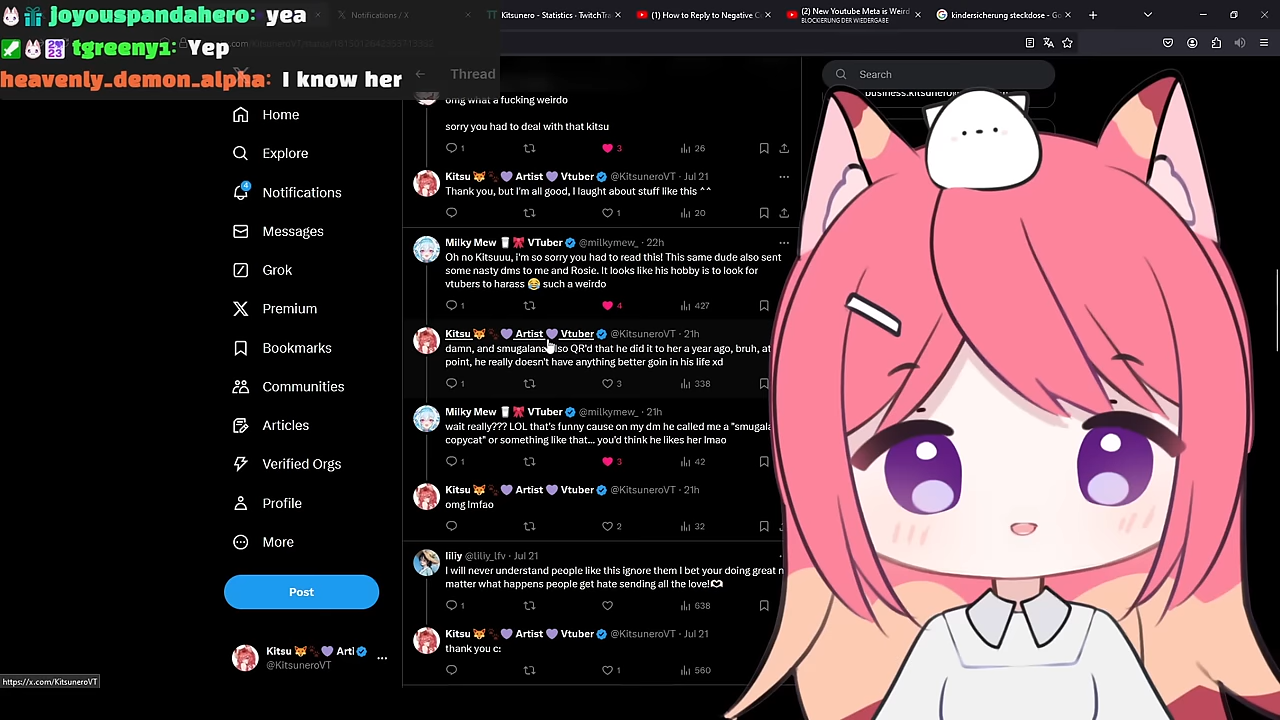 joyouspandahero: yea
tgreeny1: Yep
heavenly_demon_alpha: I know her
Notifications / X
Kitsunero - Statistics · TwitchTra
(1) How to Reply to Negative
(2) New Youtube Meta is Weird
BLOCKIERUNG DER WIEDERGABE
kindersicherung steckdose - Go
Thread
Search
Home
Explore
4
Notifications
Messages
Grok
Premium
Bookmarks
Communities
Articles
Verified Orgs
Profile
More
Post
Kitsu Arti
@KitsuneroVT
https://x.com/KitsuneroVT
omg what a fucking weirdo
sorry you had to deal with that kitsu
1 3 26
Kitsu Artist Vtuber @KitsuneroVT · Jul 21
Thank you, but I'm all good, I laught about stuff like this ^^
1 20
Milky Mew VTuber @milkymew_ · 22h
Oh no Kitsuuu, i'm so sorry you had to read this! This same dude also sent
some nasty dms to me and Rosie. It looks like his hobby is to look for
vtubers to harass such a weirdo
1 4 427
Kitsu Artist Vtuber @KitsuneroVT · 21h
damn, and smugalana also QR'd that he did it to her a year ago, bruh, at
point, he really doesn't have anything better goin in his life xd
1 3 338
Milky Mew VTuber @milkymew_ · 21h
wait really??? LOL that's funny cause on my dm he called me a "smugala
copycat" or something like that... you'd think he likes her lmao
1 3 42
Kitsu Artist Vtuber @KitsuneroVT · 21h
omg lmfao
2 32
liliy @liliy_lfv · Jul 21
I will never understand people like this ignore them I bet your doing great n
matter what happens people get hate sending all the love!
1 638
Kitsu Artist Vtuber @KitsuneroVT · Jul 21
thank you c:
1 560